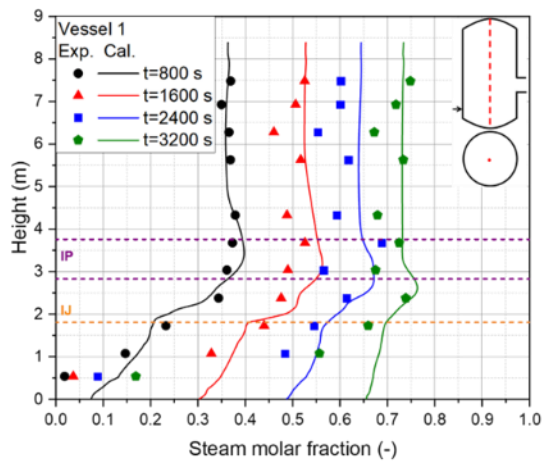 Vessel 1
Exp. Cal.
t=800 s
t=1600 s
t=2400 s
t=3200 s
Height (m)
9
8
7
6
5
4
3
2
1
0
IP
IJ
0.0 0.1 0.2 0.3 0.4 0.5 0.6 0.7 0.8 0.9 1.0
Steam molar fraction (-)